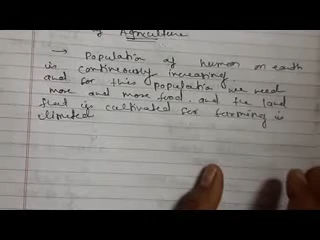 of Agriculture
→ Population of human on earth
is continuously increasing.
and for this population we need
more and more food. and the land
that is cultivated for farming is
limited